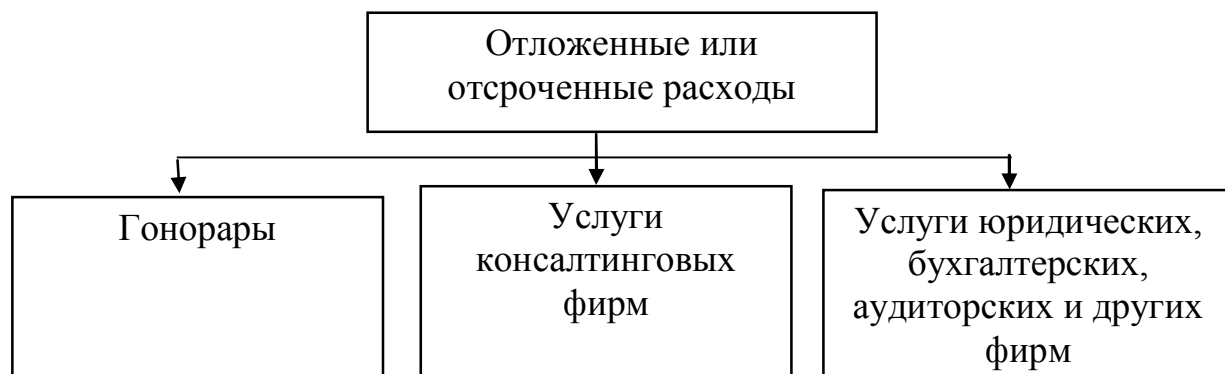 Отложенные или
отсроченные расходы
Гонорары
Услуги
консалтинговых
фирм
Услуги юридических,
бухгалтерских,
аудиторских и других
фирм